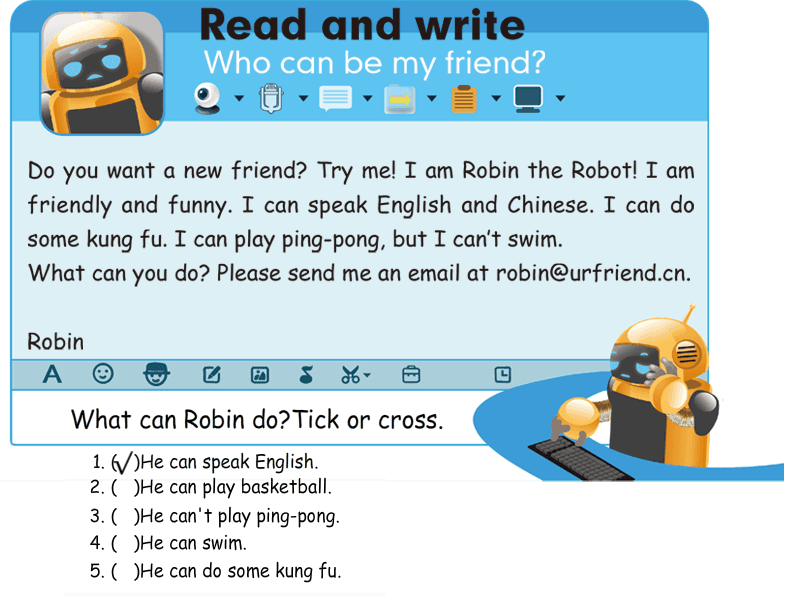 Read and write
Who can be my friend?
Do you want a new friend? Try me! I am Robin the Robot! I am
friendly and funny. I can speak English and Chinese. I can do
some kung fu. I can play ping-pong, but I can't swim.
What can you do? Please send me an email at robin@urfriend.cn.
Robin
A
What can Robin do?Tick or cross.
1. (✓)He can speak English.
2. (  )He can play basketball.
3. (  )He can't play ping-pong.
4. (  )He can swim.
5. (  )He can do some kung fu.